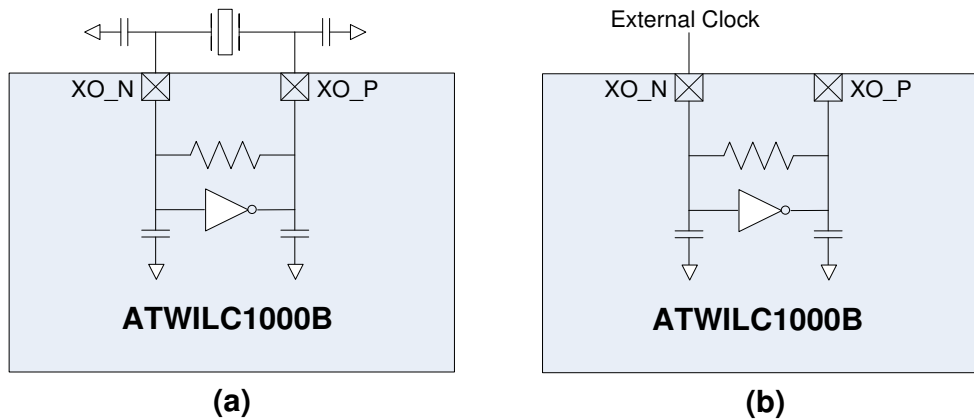 External Clock
XO_N XO_P
XO_N XO_P
ATWILC1000B
ATWILC1000B
(a)
(b)